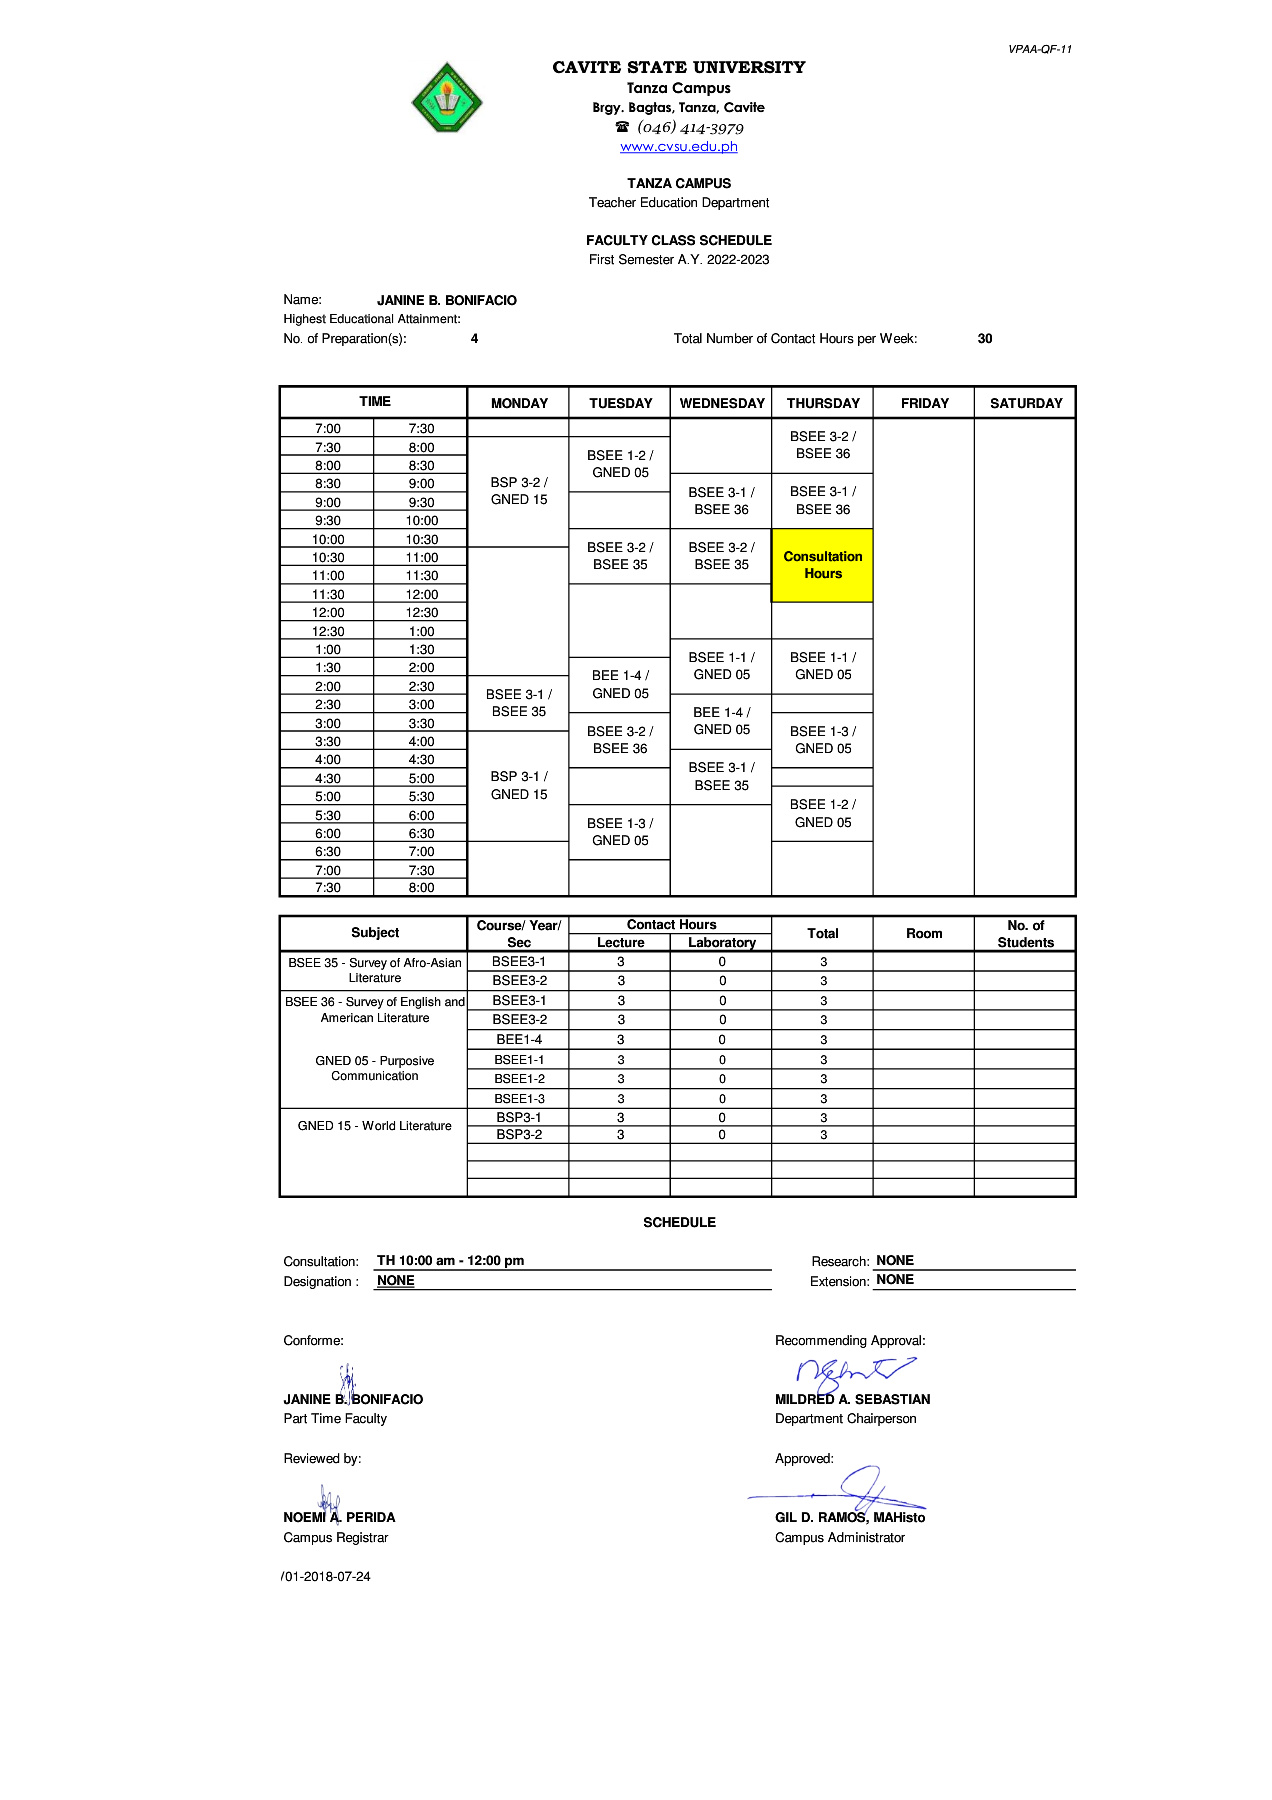 VPAA-QF-11
CAVITE STATE UNIVERSITY
Tanza Campus
Brgy. Bagtas, Tanza, Cavite
☎ (046) 414-3979
www.cvsu.edu.ph
TANZA CAMPUS
Teacher Education Department
FACULTY CLASS SCHEDULE
First Semester A.Y. 2022-2023
Name: JANINE B. BONIFACIO
Highest Educational Attainment:
No. of Preparation(s): 4 Total Number of Contact Hours per Week: 30
TIME MONDAY TUESDAY WEDNESDAY THURSDAY FRIDAY SATURDAY
7:00 7:30
7:30 8:00
8:00 8:30
8:30 9:00
9:00 9:30
9:30 10:00
10:00 10:30
10:30 11:00
11:00 11:30
11:30 12:00
12:00 12:30
12:30 1:00
1:00 1:30
1:30 2:00
2:00 2:30
2:30 3:00
3:00 3:30
3:30 4:00
4:00 4:30
4:30 5:00
5:00 5:30
5:30 6:00
6:00 6:30
6:30 7:00
7:00 7:30
7:30 8:00
BSP 3-2 /
GNED 15
BSEE 3-1 /
BSEE 35
BSP 3-1 /
GNED 15
BSEE 1-2 /
GNED 05
BSEE 3-2 /
BSEE 35
BEE 1-4 /
GNED 05
BSEE 3-2 /
BSEE 36
BSEE 1-3 /
GNED 05
BSEE 3-1 /
BSEE 36
BSEE 3-2 /
BSEE 35
BSEE 1-1 /
GNED 05
BEE 1-4 /
GNED 05
BSEE 3-1 /
BSEE 35
BSEE 3-2 /
BSEE 36
BSEE 3-1 /
BSEE 36
Consultation
Hours
BSEE 1-1 /
GNED 05
BSEE 1-3 /
GNED 05
BSEE 1-2 /
GNED 05
Subject Course/ Year/ Sec Contact Hours Lecture Laboratory Total Room No. of Students
BSEE 35 - Survey of Afro-Asian
Literature
BSEE3-1 3 0 3
BSEE3-2 3 0 3
BSEE 36 - Survey of English and
American Literature
BSEE3-1 3 0 3
BSEE3-2 3 0 3
GNED 05 - Purposive
Communication
BEE1-4 3 0 3
BSEE1-1 3 0 3
BSEE1-2 3 0 3
BSEE1-3 3 0 3
GNED 15 - World Literature
BSP3-1 3 0 3
BSP3-2 3 0 3
SCHEDULE
Consultation: TH 10:00 am - 12:00 pm Research: NONE
Designation : NONE Extension: NONE
Conforme: Recommending Approval:
JANINE B. BONIFACIO MILDRED A. SEBASTIAN
Part Time Faculty Department Chairperson
Reviewed by: Approved:
NOEMI A. PERIDA GIL D. RAMOS, MAHisto
Campus Registrar Campus Administrator
/01-2018-07-24